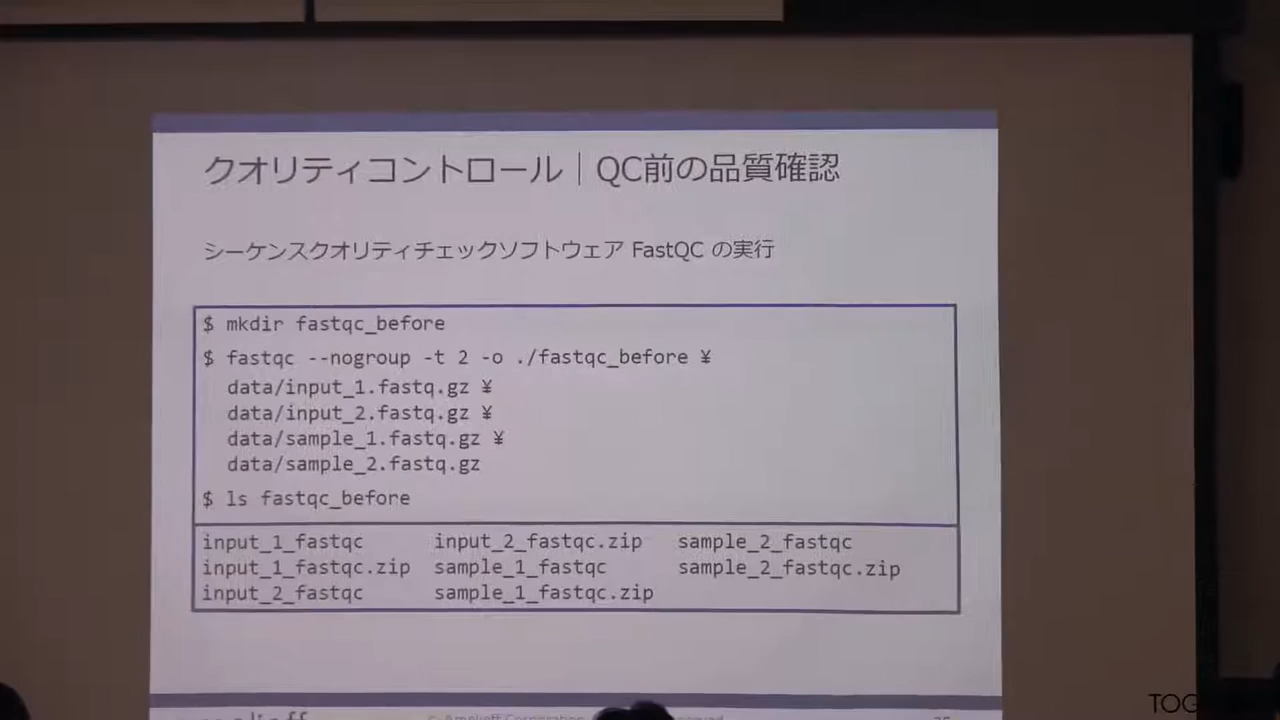 クオリティコントロール｜QC前の品質確認
シーケンスクオリティチェックソフトウェア FastQC の実行
$ mkdir fastqc_before
$ fastqc --nogroup -t 2 -o ./fastqc_before ¥
data/input_1.fastq.gz ¥
data/input_2.fastq.gz ¥
data/sample_1.fastq.gz ¥
data/sample_2.fastq.gz
$ ls fastqc_before
input_1_fastqc input_2_fastqc.zip sample_2_fastqc
input_1_fastqc.zip sample_1_fastqc sample_2_fastqc.zip
input_2_fastqc sample_1_fastqc.zip